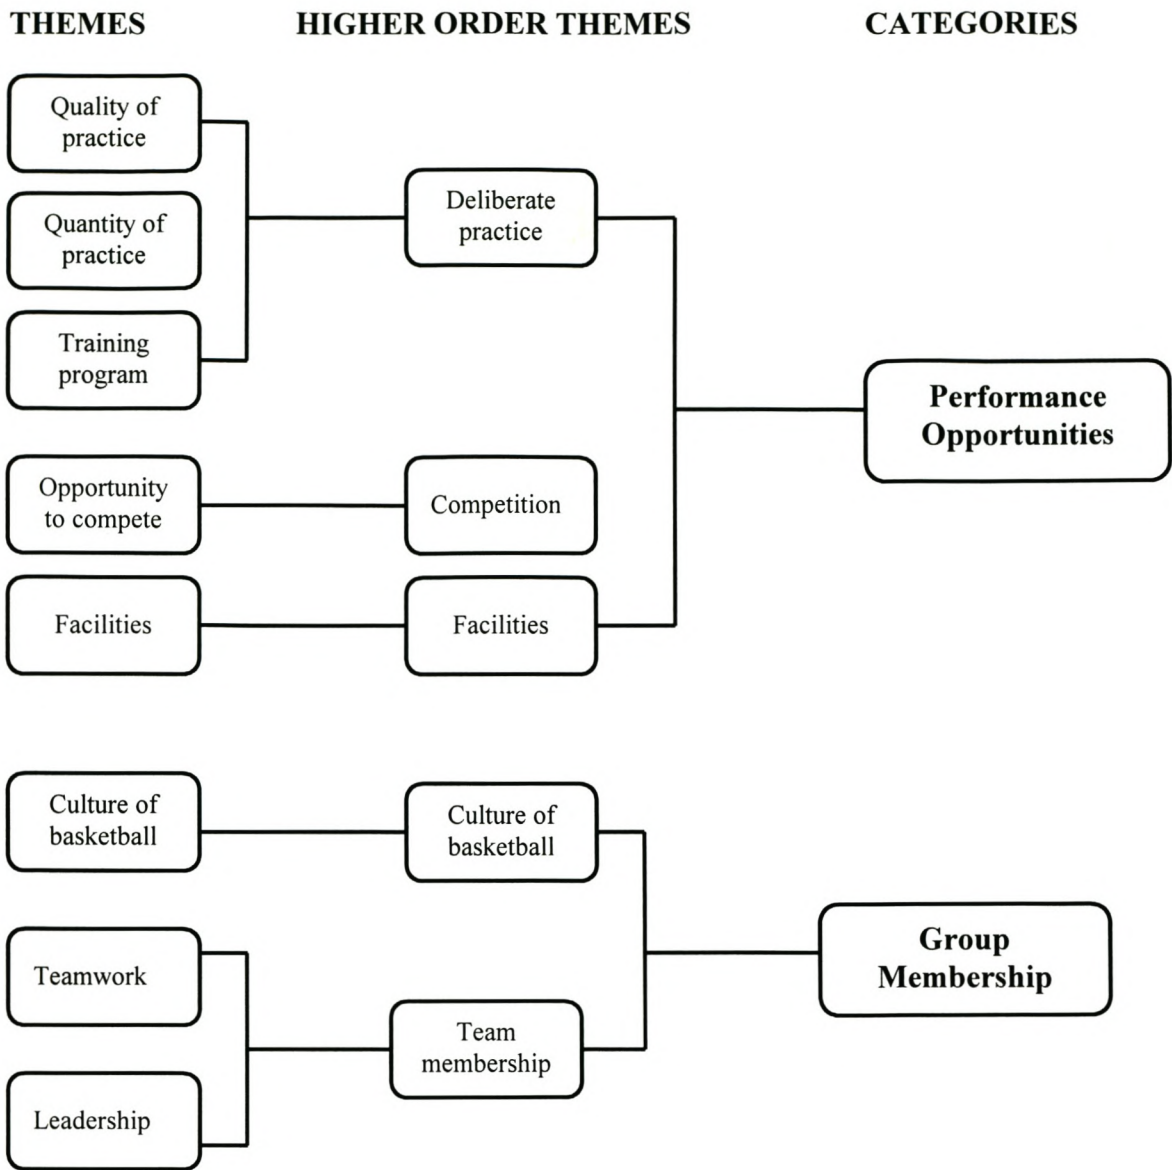 THEMES
HIGHER ORDER THEMES
CATEGORIES
Quality of
practice
Quantity of
practice
Training
program
Deliberate
practice
Opportunity
to compete
Competition
Facilities
Facilities
Performance
Opportunities
Culture of
basketball
Culture of
basketball
Teamwork
Leadership
Team
membership
Group
Membership